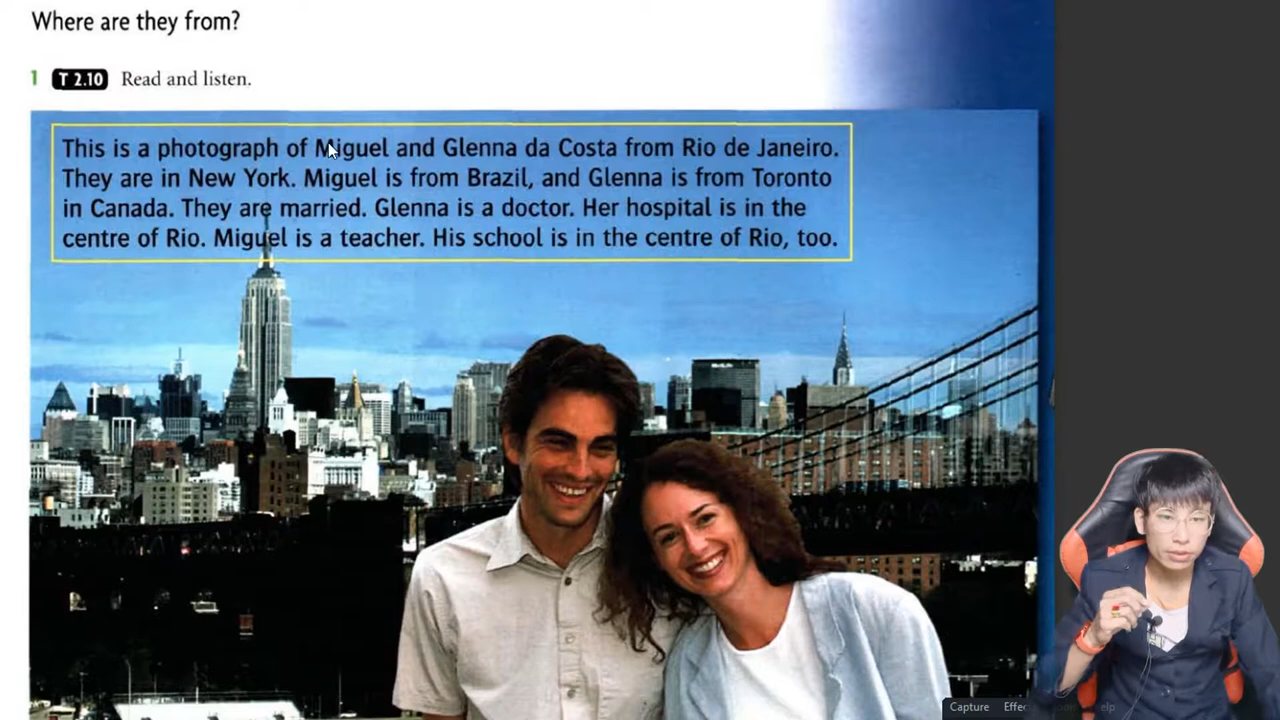 Where are they from?
1 T 2.10 Read and listen.
This is a photograph of Miguel and Glenna da Costa from Rio de Janeiro.
They are in New York. Miguel is from Brazil, and Glenna is from Toronto
in Canada. They are married. Glenna is a doctor. Her hospital is in the
centre of Rio. Miguel is a teacher. His school is in the centre of Rio, too.
Capture